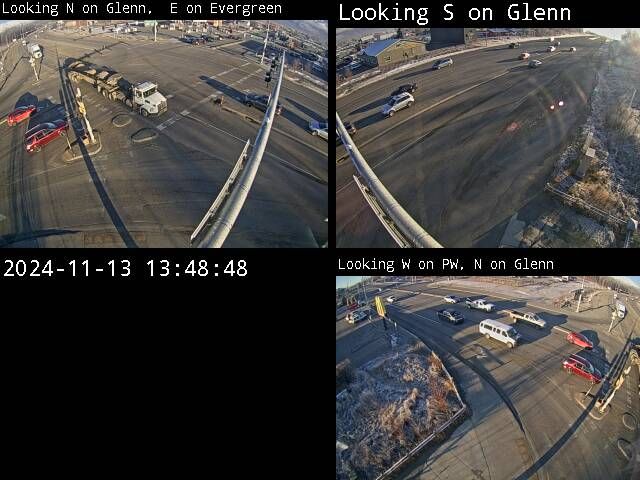 Looking N on Glenn,  E on Evergreen
Looking S on Glenn
2024-11-13 13:48:48
Looking W on PW, N on Glenn